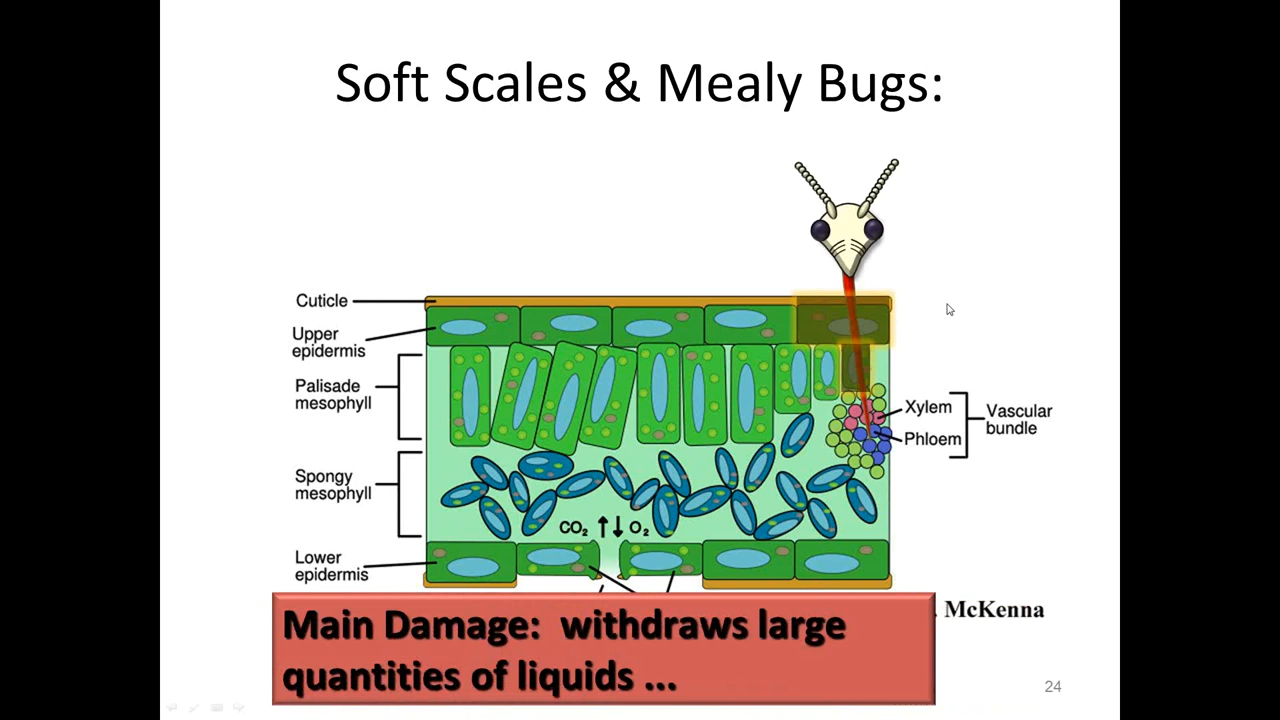 Soft Scales & Mealy Bugs:
Cuticle
Upper
epidermis
Palisade
mesophyll
Xylem
Phloem
Vascular
bundle
Spongy
mesophyll
CO₂ ↑↓ O₂
Lower
epidermis
. McKenna
Main Damage:  withdraws large
quantities of liquids ...
24